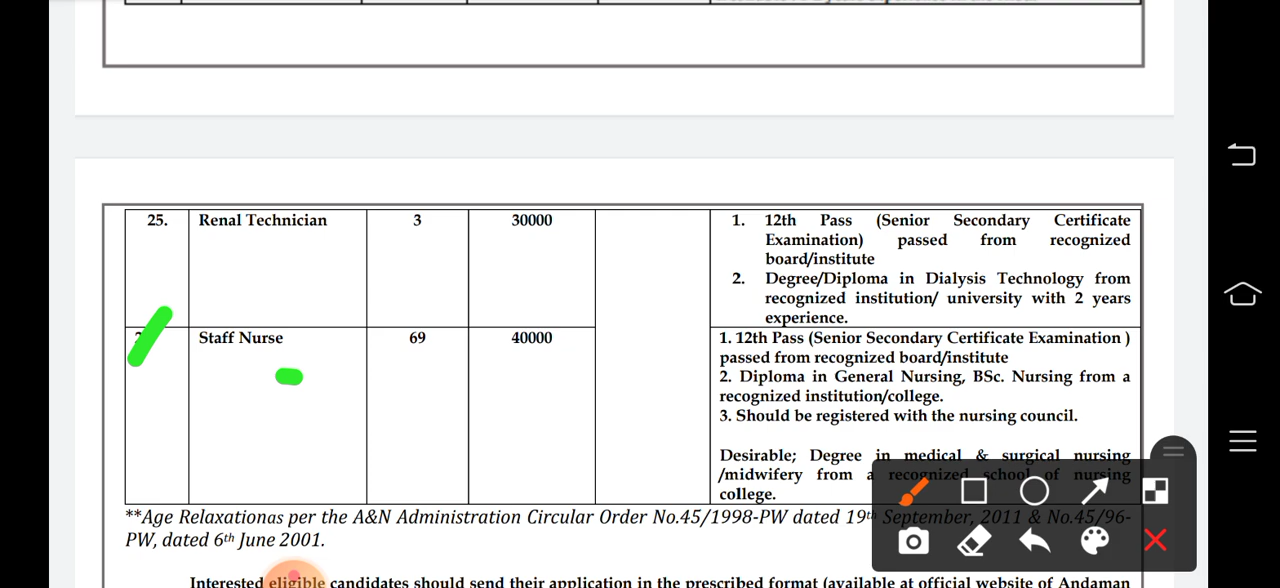 25. Renal Technician 3 30000 1. 12th Pass (Senior Secondary Certificate
Examination) passed from recognized
board/institute
2. Degree/Diploma in Dialysis Technology from
recognized institution/ university with 2 years
experience.
Staff Nurse 69 40000 1. 12th Pass (Senior Secondary Certificate Examination )
passed from recognized board/institute
2. Diploma in General Nursing, BSc. Nursing from a
recognized institution/college.
3. Should be registered with the nursing council.
Desirable; Degree in medical & surgical nursing
/midwifery from a recognized school of nursing
college.
**Age Relaxationas per the A&N Administration Circular Order No.45/1998-PW dated 19th September, 2011 & No.45/96-
PW, dated 6th June 2001.
Interested eligible candidates should send their application in the prescribed format (available at official website of Andaman